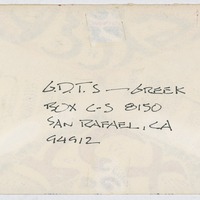 G.D.T.S — GREEK
BOX C-S 8150
SAN RAFAEL, CA
94912